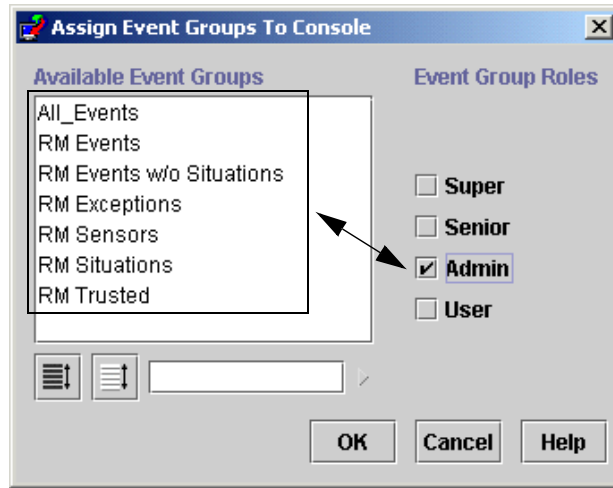 Assign Event Groups To Console
Available Event Groups
Event Group Roles
All_Events
RM Events
RM Events w/o Situations
RM Exceptions
RM Sensors
RM Situations
RM Trusted
Super
Senior
Admin
User
OK
Cancel
Help